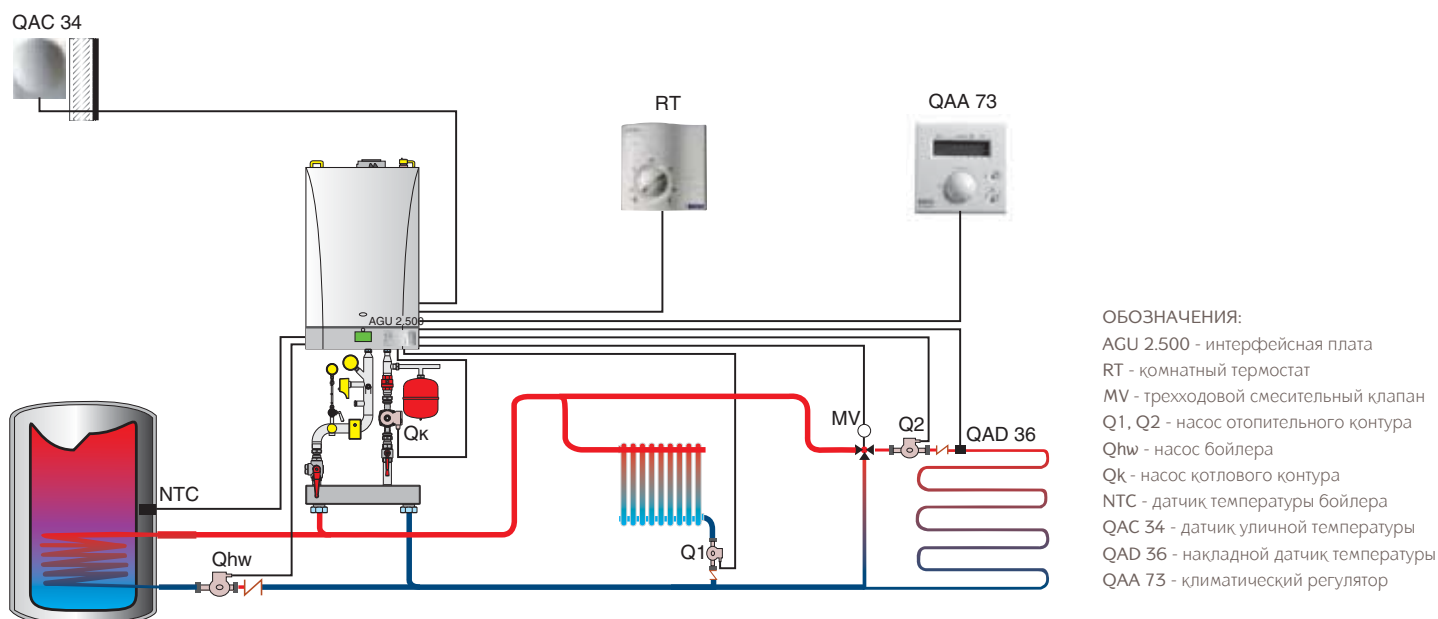 QAC 34
RT
QAA 73
AGU 2.500
Qк
NTC
Qhw
Q1
MV
Q2
QAD 36
ОБОЗНАЧЕНИЯ:
AGU 2.500 - интерфейсная плата
RT - комнатный термостат
MV - трехходовой смесительный клапан
Q1, Q2 - насос отопительного контура
Qhw - насос бойлера
Qk - насос котлового контура
NTC - датчик температуры бойлера
QAC 34 - датчик уличной температуры
QAD 36 - накладной датчик температуры
QAA 73 - климатический регулятор